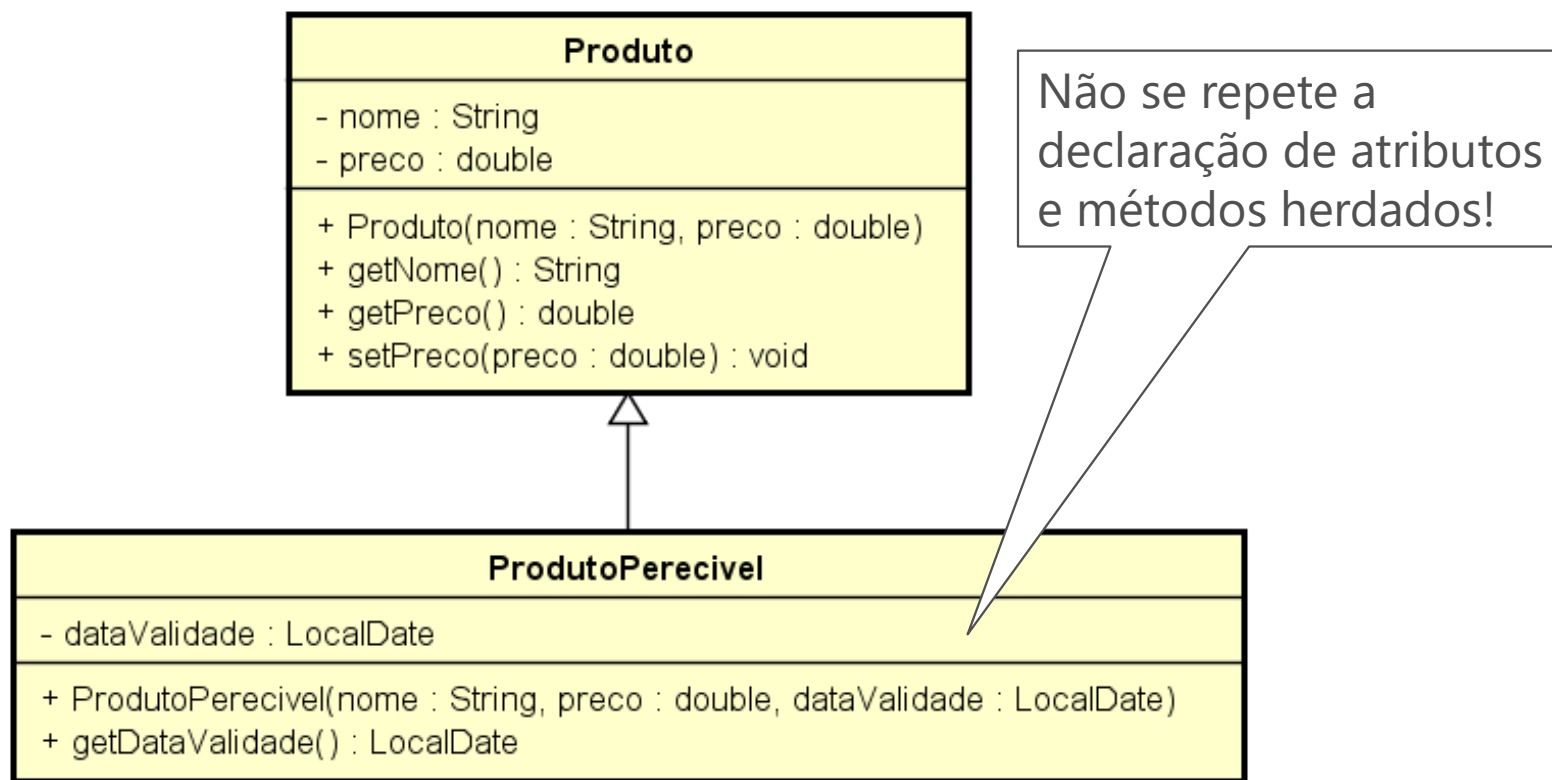 Produto
- nome : String
- preco : double
+ Produto(nome : String, preco : double)
+ getNome() : String
+ getPreco() : double
+ setPreco(preco : double) : void
Não se repete a
declaração de atributos
e métodos herdados!
ProdutoPerecivel
- dataValidade : LocalDate
+ ProdutoPerecivel(nome : String, preco : double, dataValidade : LocalDate)
+ getDataValidade() : LocalDate